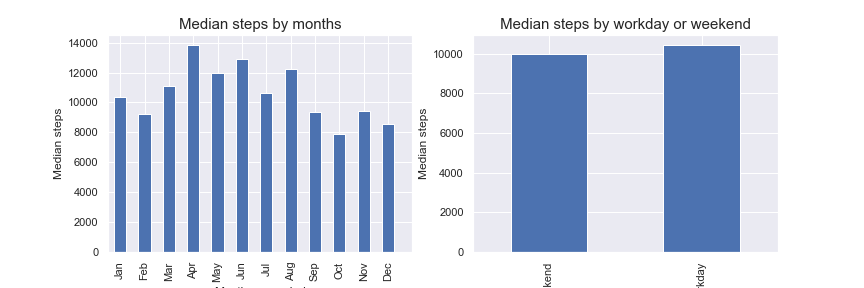 Median steps by months
Median steps
14000
12000
10000
8000
6000
4000
2000
0
Jan Feb Mar Apr May Jun Jul Aug Sep Oct Nov Dec
Median steps by workday or weekend
Median steps
10000
8000
6000
4000
2000
0
kend
rkday